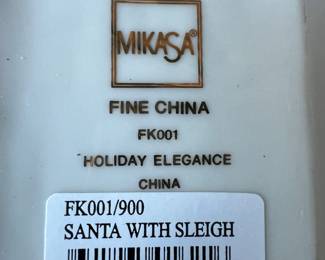 MIKASA®
FINE CHINA
FK001
HOLIDAY ELEGANCE
CHINA
FK001/900
SANTA WITH SLEIGH